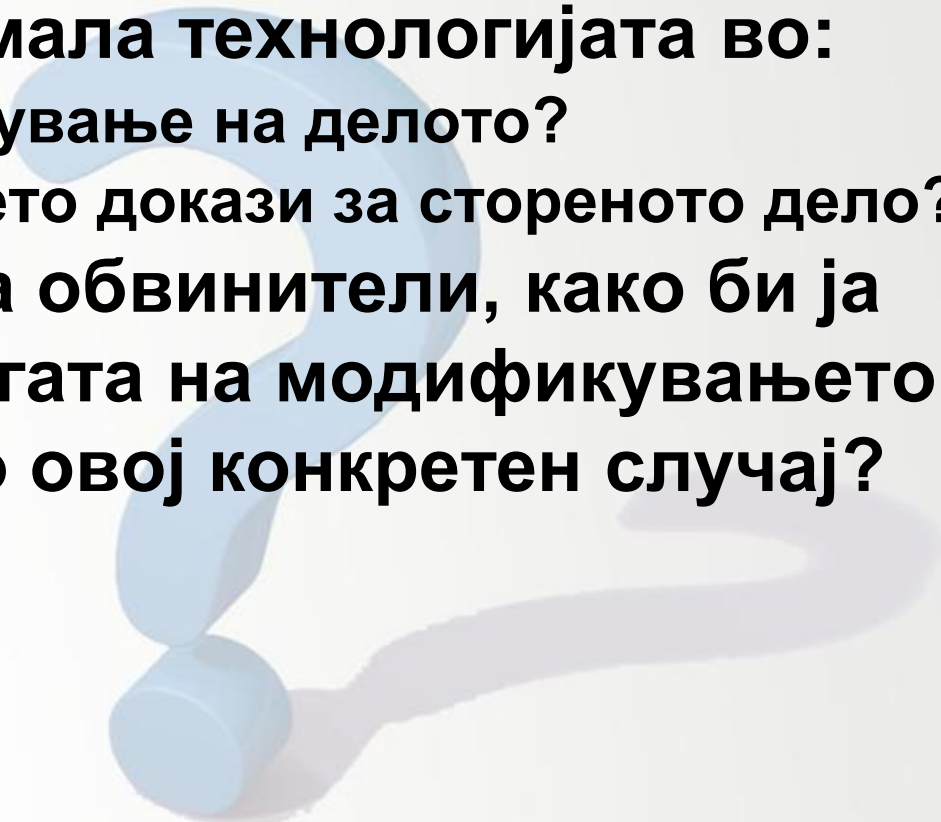 мала технологијата во:
ување на делото?
ето докази за стореното дело?
а обвинители, како би ја
гата на модификувањето
о овој конкретен случај?